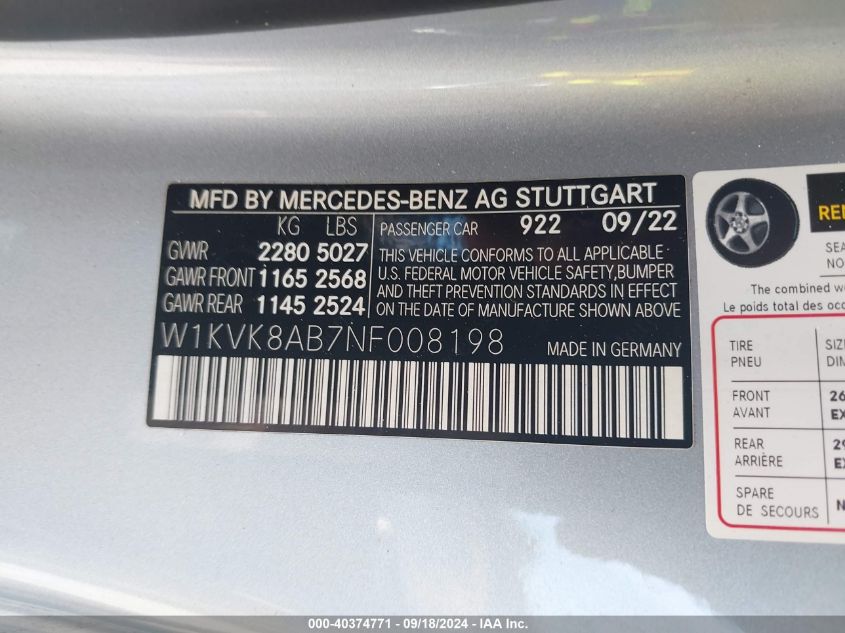 MFD BY MERCEDES-BENZ AG STUTTGART
KG LBS
GVWR 2280 5027
GAWR FRONT 1165 2568
GAWR REAR 1145 2524
PASSENGER CAR 922 09/22
THIS VEHICLE CONFORMS TO ALL APPLICABLE
U.S. FEDERAL MOTOR VEHICLE SAFETY,BUMPER
AND THEFT PREVENTION STANDARDS IN EFFECT
ON THE DATE OF MANUFACTURE SHOWN ABOVE.
W1KVK8AB7NF008198 MADE IN GERMANY
The combined
Le poids total des
TIRE
PNEU
FRONT
AVANT
REAR
ARRIÈRE
SPARE
DE SECOURS
000-40374771 - 09/18/2024 - IAA Inc.